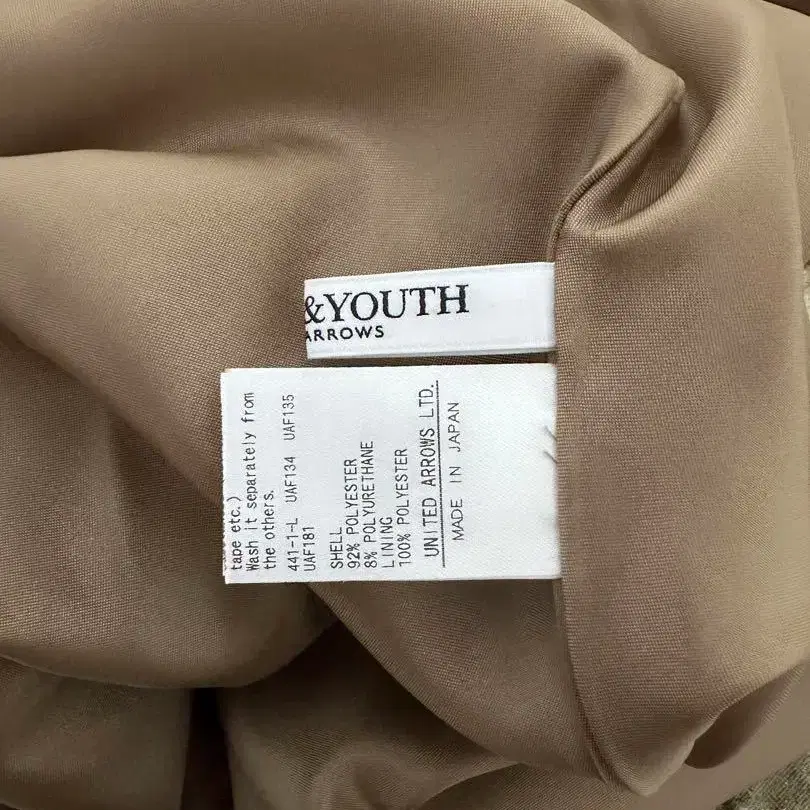 &YOUTH
ARROWS
tape etc.)
Wash it separately from
the others.
441-1-L UAF134 UAF135
UAF181
SHELL
92% POLYESTER
8% POLYURETHANE
LINING
100% POLYESTER
UNITED ARROWS LTD.
MADE IN JAPAN